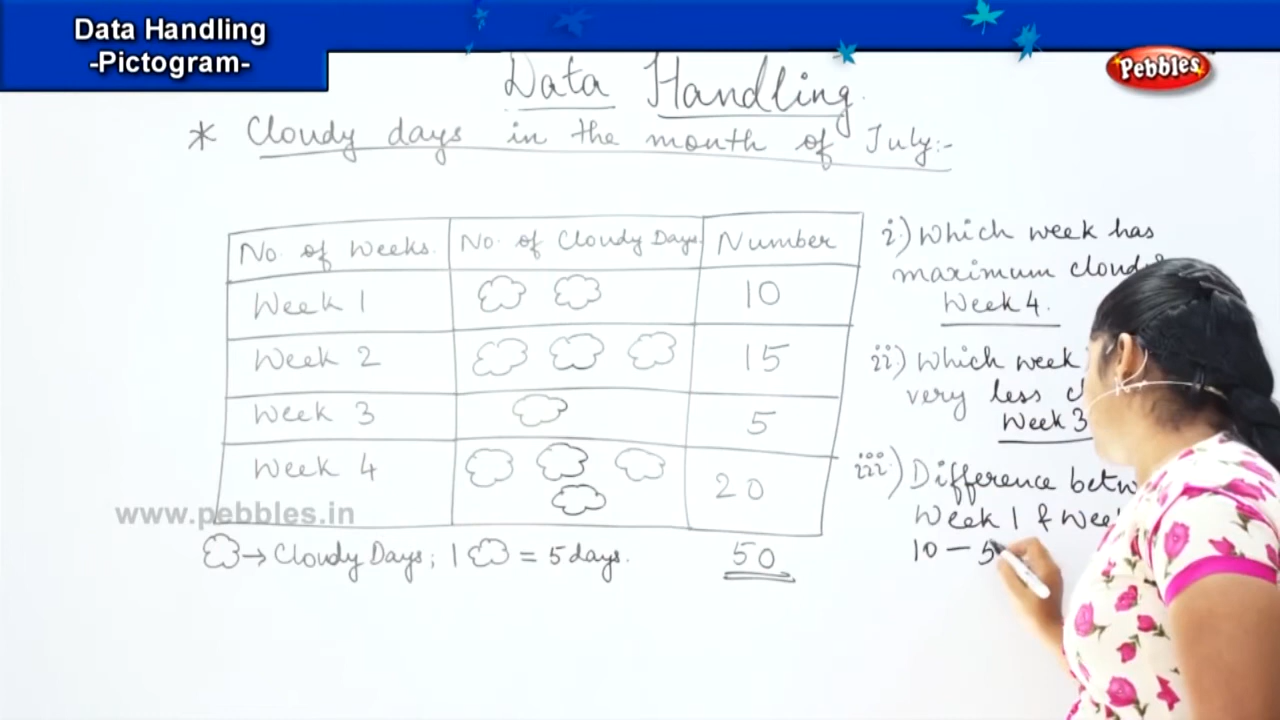 Data Handling
-Pictogram-
Pebbles
Data Handling.
* Cloudy days in the month of July:-
No. of Weeks. No. of Cloudy Days. Number
Week 1 10
Week 2 15
Week 3 5
Week 4 20
www.pebbles.in
→ Cloudy Days; 1 = 5 days. 50
i.) Which week has
maximum
Week 4.
ii.) Which week
very less
Week 3
iii) Difference
Week 1 &
10 - 5